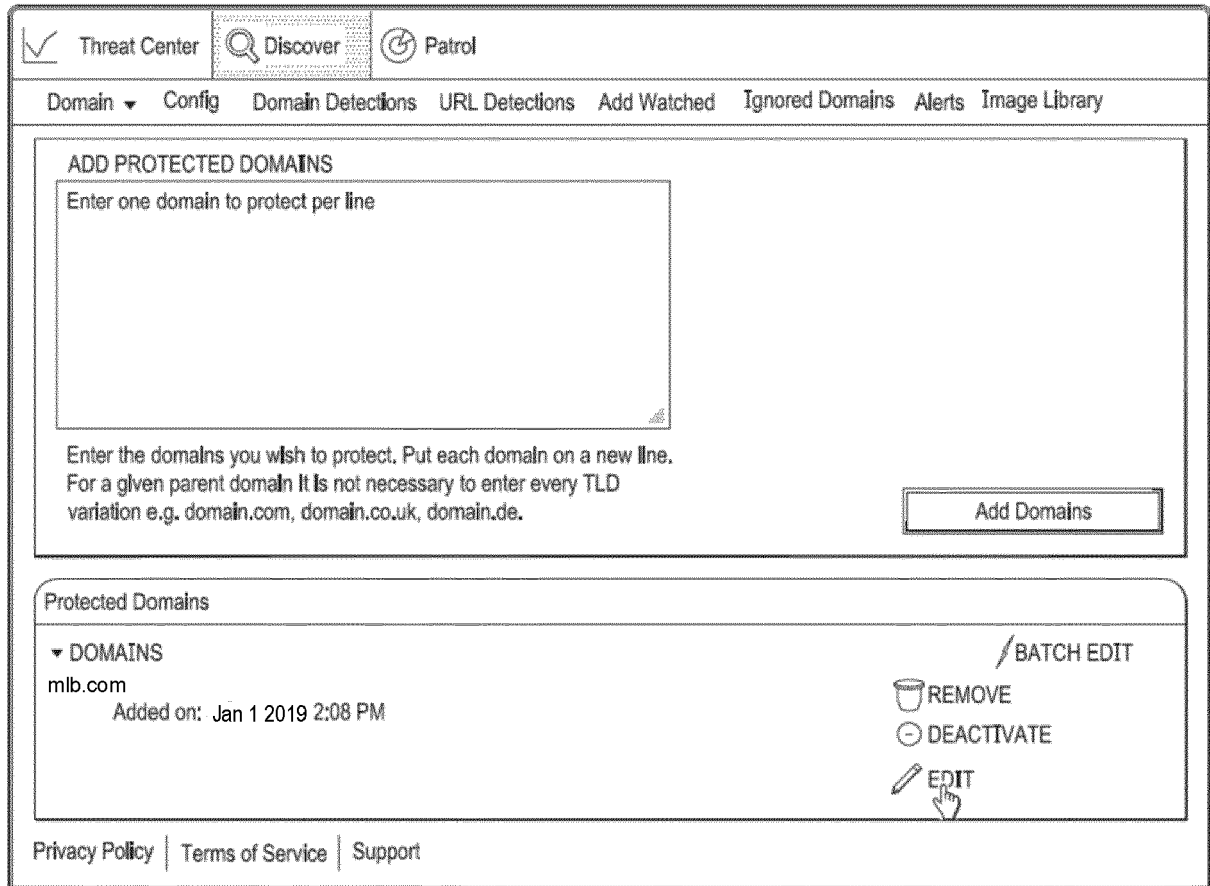 Threat Center Discover Patrol
Domain Config Domain Detections URL Detections Add Watched Ignored Domains Alerts Image Library
ADD PROTECTED DOMAINS
Enter one domain to protect per line
Enter the domains you wish to protect. Put each domain on a new line.
For a given parent domain It Is not necessary to enter every TLD
variation e.g. domain.com, domain.co.uk, domain.de.
Add Domains
Protected Domains
DOMAINS
BATCH EDIT
mlb.com
REMOVE
Added on: Jan 1 2019 2:08 PM
DEACTIVATE
EDIT
Privacy Policy | Terms of Service | Support